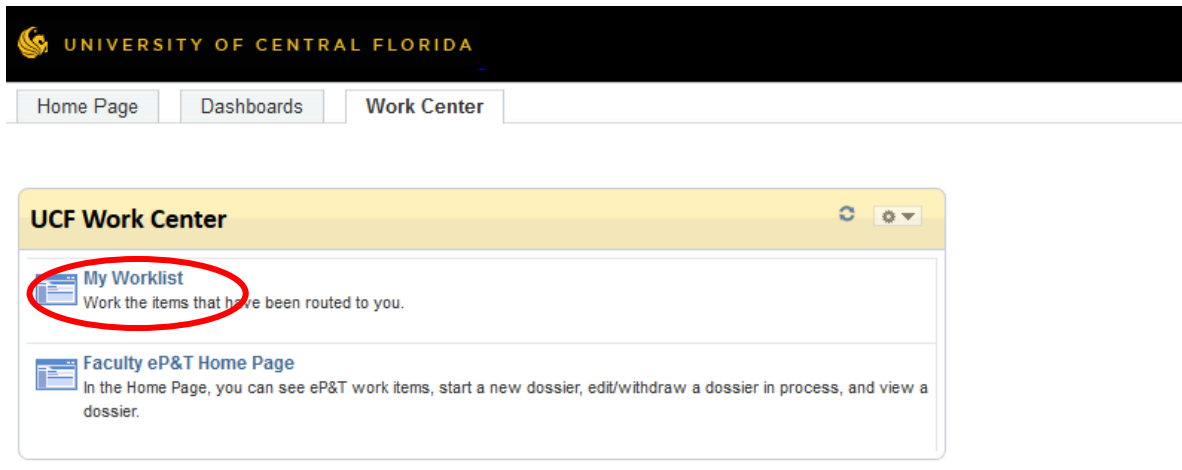 UNIVERSITY OF CENTRAL FLORIDA
Home Page Dashboards Work Center
UCF Work Center
My Worklist
Work the items that have been routed to you.
Faculty eP&T Home Page
In the Home Page, you can see eP&T work items, start a new dossier, edit/withdraw a dossier in process, and view a
dossier.